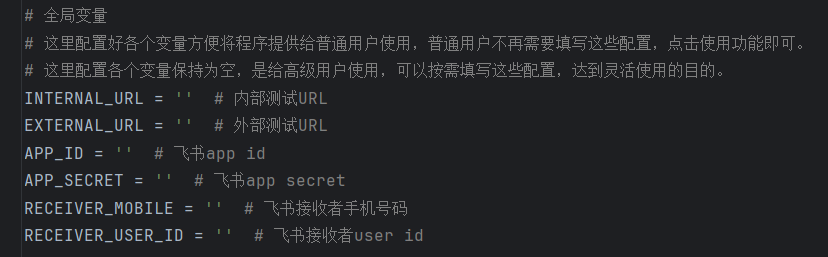 # 全局变量
# 这里配置好各个变量方便将程序提供给普通用户使用，普通用户不再需要填写这些配置，点击使用功能即可。
# 这里配置各个变量保持为空，是给高级用户使用，可以按需填写这些配置，达到灵活使用的目的。
INTERNAL_URL = ''  # 内部测试URL
EXTERNAL_URL = ''  # 外部测试URL
APP_ID = ''  # 飞书app id
APP_SECRET = ''  # 飞书app secret
RECEIVER_MOBILE = ''  # 飞书接收者手机号码
RECEIVER_USER_ID = ''  # 飞书接收者user id